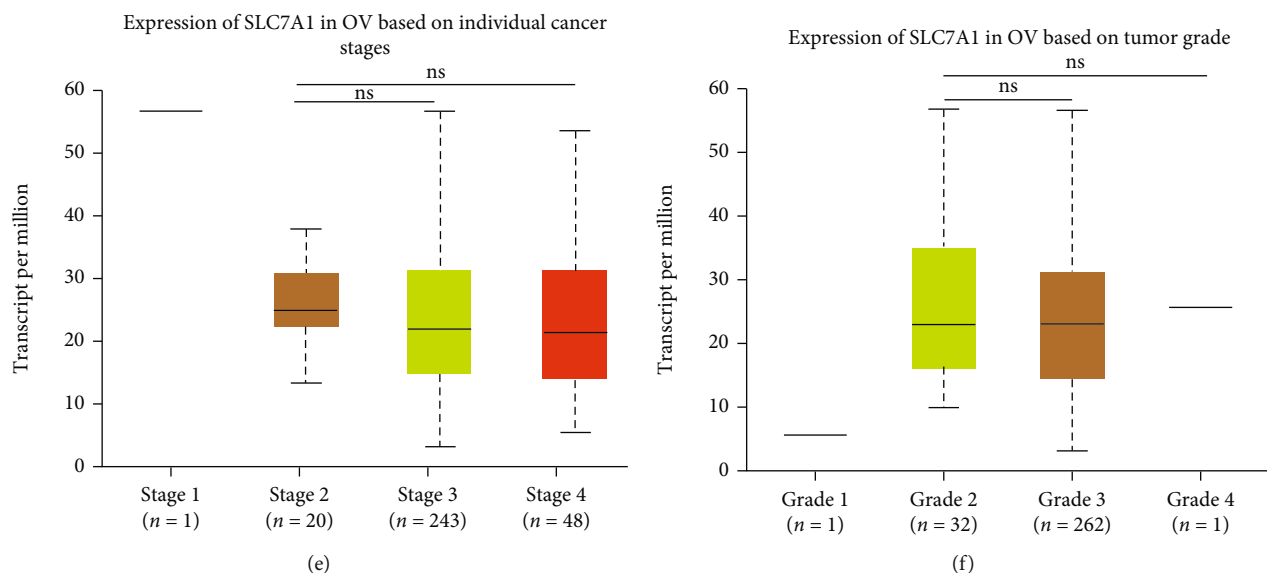 Expression of SLC7A1 in OV based on individual cancer
stages
ns
ns
60
50
40
30
20
10
0
Transcript per million
Stage 1
(n = 1)
Stage 2
(n = 20)
Stage 3
(n = 243)
Stage 4
(n = 48)
(e)
Expression of SLC7A1 in OV based on tumor grade
ns
ns
60
50
40
30
20
10
0
Transcript per million
Grade 1
(n = 1)
Grade 2
(n = 32)
Grade 3
(n = 262)
Grade 4
(n = 1)
(f)